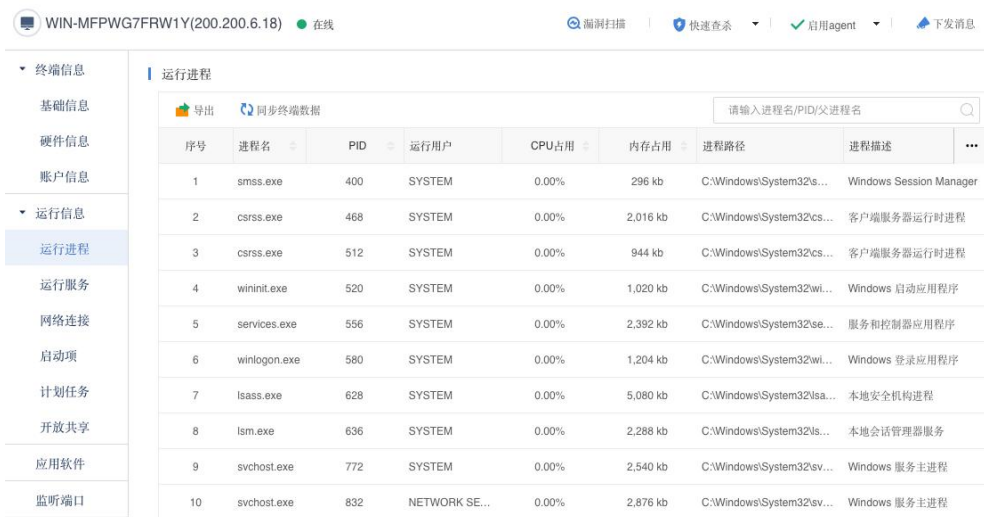 WIN-MFPWG7FRW1Y(200.200.6.18) 在线 漏洞扫描 快速查杀 启用agent 下发消息
终端信息
基础信息
硬件信息
账户信息
运行信息
运行进程
运行服务
网络连接
启动项
计划任务
开放共享
应用软件
监听端口
运行进程
导出 同步终端数据 请输入进程名/PID/父进程名
序号 进程名 PID 运行用户 CPU占用 内存占用 进程路径 进程描述 •••
1 smss.exe 400 SYSTEM 0.00% 296 kb C:\Windows\System32\s... Windows Session Manager
2 csrss.exe 468 SYSTEM 0.00% 2,016 kb C:\Windows\System32\cs... 客户端服务器运行时进程
3 csrss.exe 512 SYSTEM 0.00% 944 kb C:\Windows\System32\cs... 客户端服务器运行时进程
4 wininit.exe 520 SYSTEM 0.00% 1,020 kb C:\Windows\System32\wi... Windows 启动应用程序
5 services.exe 556 SYSTEM 0.00% 2,392 kb C:\Windows\System32\se... 服务和控制器应用程序
6 winlogon.exe 580 SYSTEM 0.00% 1,204 kb C:\Windows\System32\wi... Windows 登录应用程序
7 lsass.exe 628 SYSTEM 0.00% 5,080 kb C:\Windows\System32\lsa... 本地安全机构进程
8 lsm.exe 636 SYSTEM 0.00% 2,288 kb C:\Windows\System32\ls... 本地会话管理器服务
9 svchost.exe 772 SYSTEM 0.00% 2,540 kb C:\Windows\System32\sv... Windows 服务主进程
10 svchost.exe 832 NETWORK SE... 0.00% 2,876 kb C:\Windows\System32\sv... Windows 服务主进程